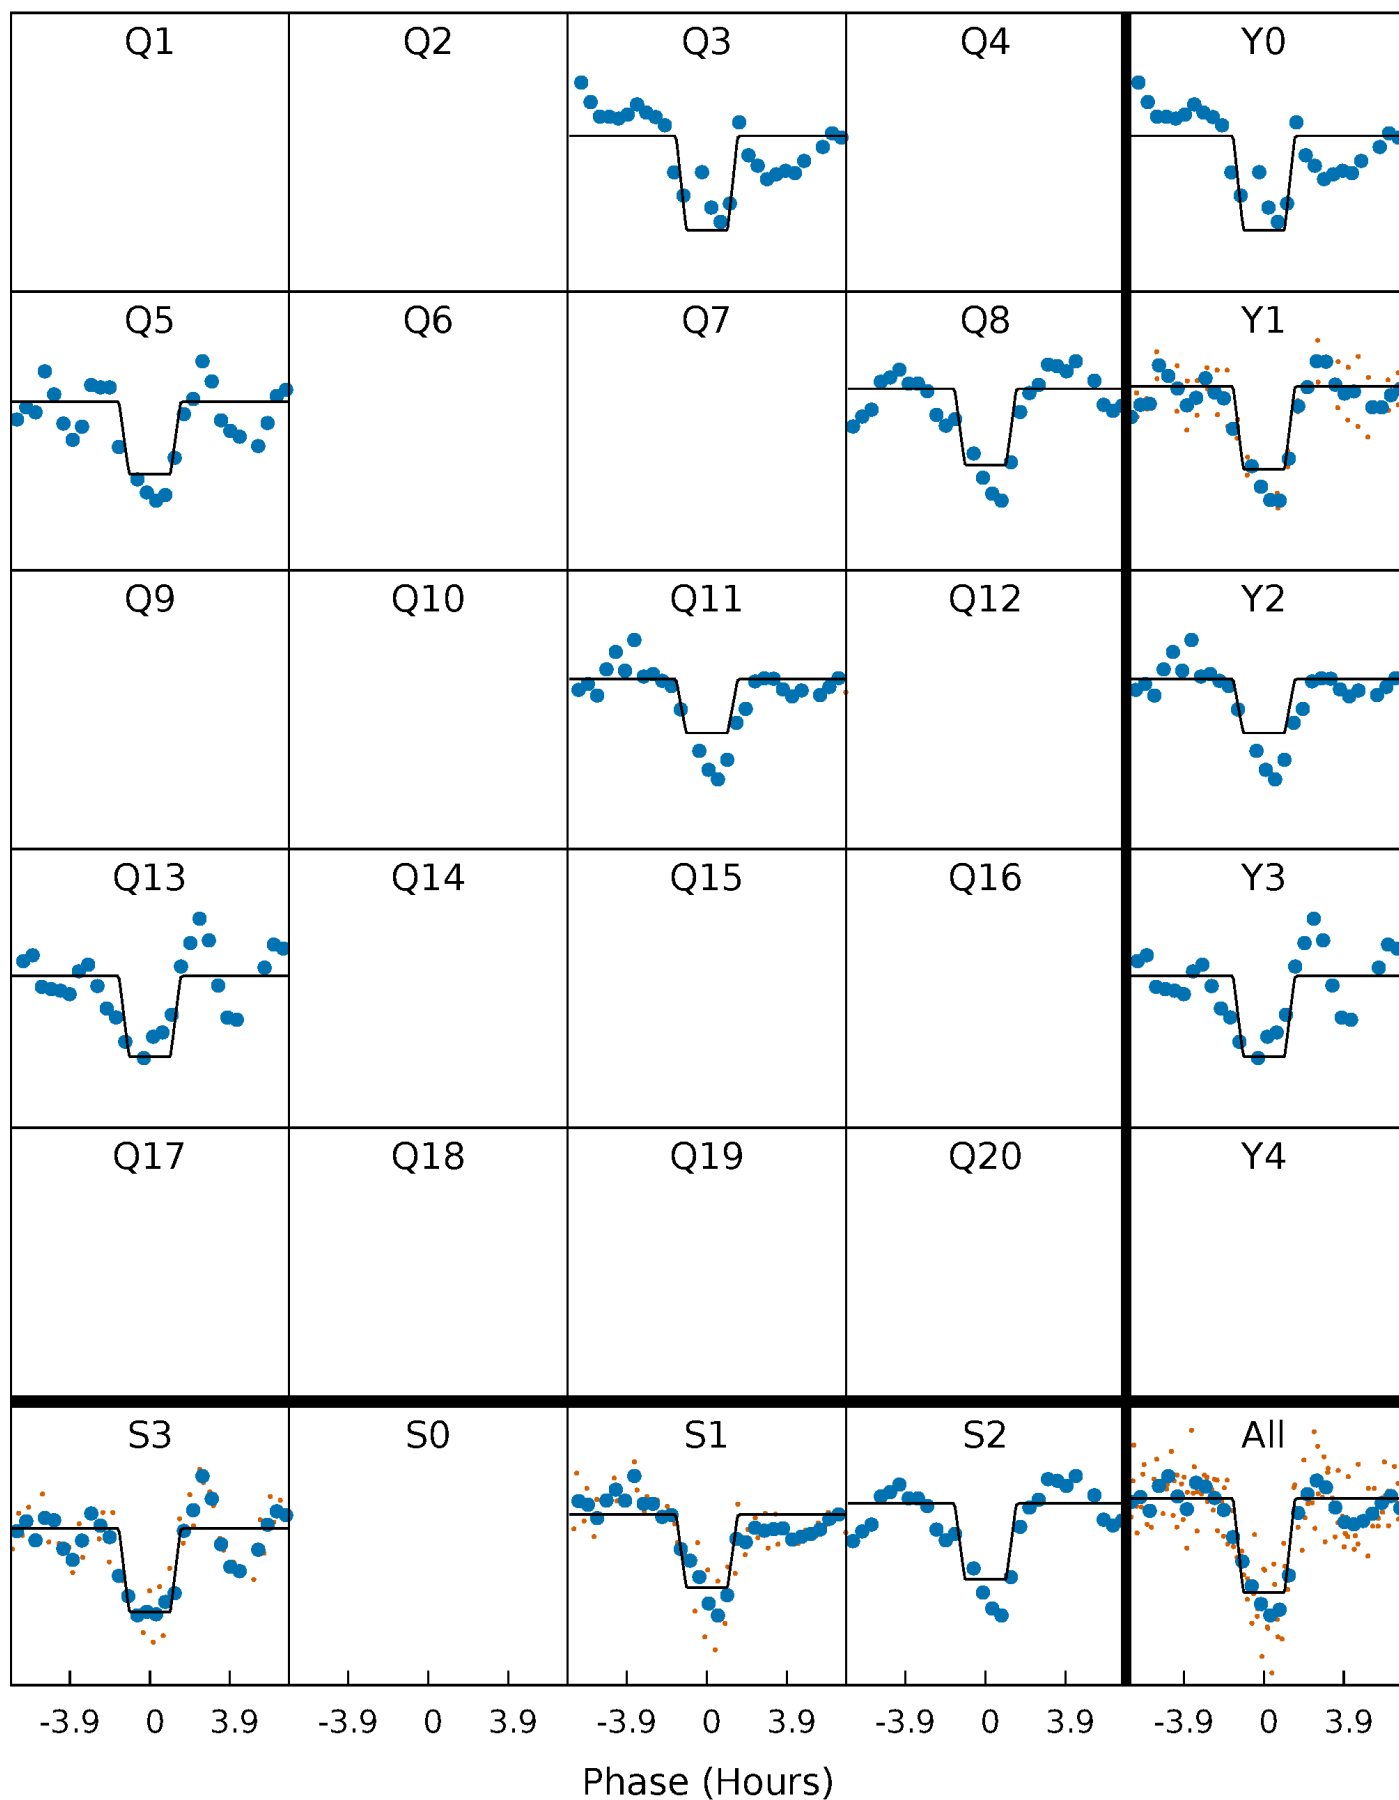 Q1 Q2 Q3 Q4 Y0
Q5 Q6 Q7 Q8 Y1
Q9 Q10 Q11 Q12 Y2
Q13 Q14 Q15 Q16 Y3
Q17 Q18 Q19 Q20 Y4
S3 S0 S1 S2 All
-3.9 0 3.9 -3.9 0 3.9 -3.9 0 3.9 -3.9 0 3.9 -3.9 0 3.9
Phase (Hours)